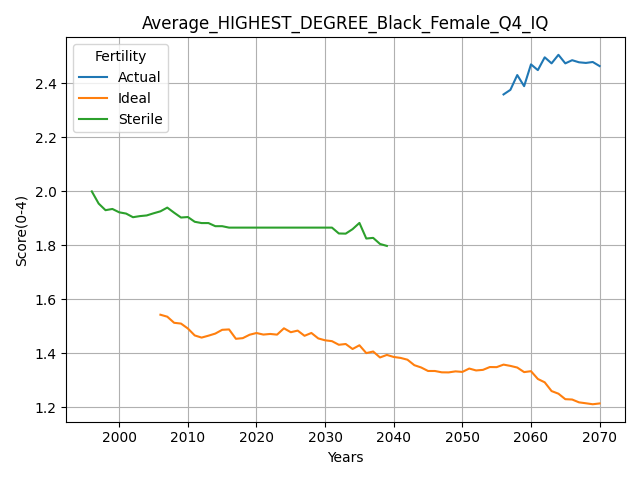 Average_HIGHEST_DEGREE_Black_Female_Q4_IQ
Fertility
Actual
Ideal
Sterile
Score(0-4)
2.4
2.2
2.0
1.8
1.6
1.4
1.2
2000 2010 2020 2030 2040 2050 2060 2070
Years